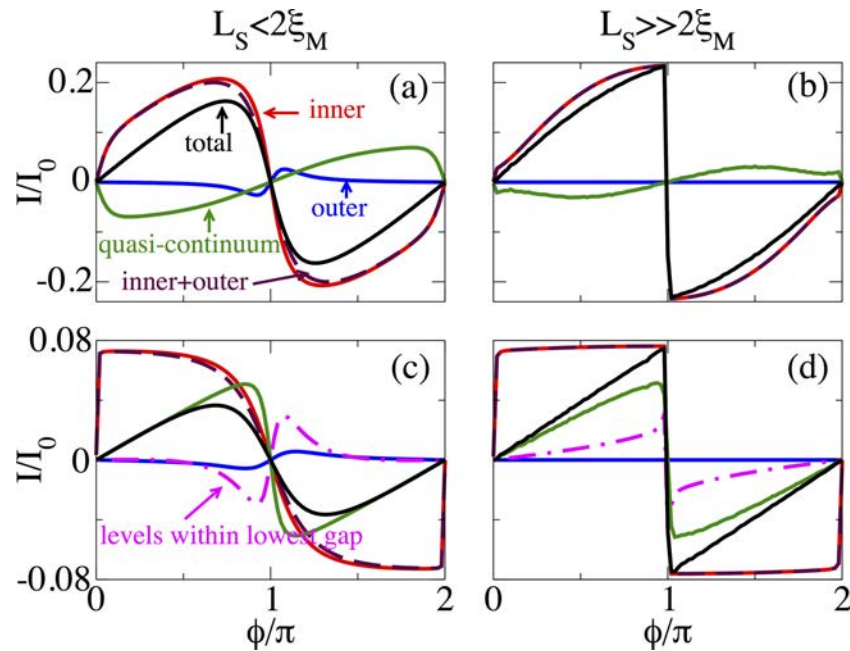 L_S<2ξ_M
L_S>>2ξ_M
0.2
0
-0.2
I/I_0
(a)
inner
total
outer
quasi-continuum
inner+outer
(b)
0.08
0
-0.08
I/I_0
(c)
levels within lowest gap
0
1
2
ϕ/π
(d)
0
1
2
ϕ/π